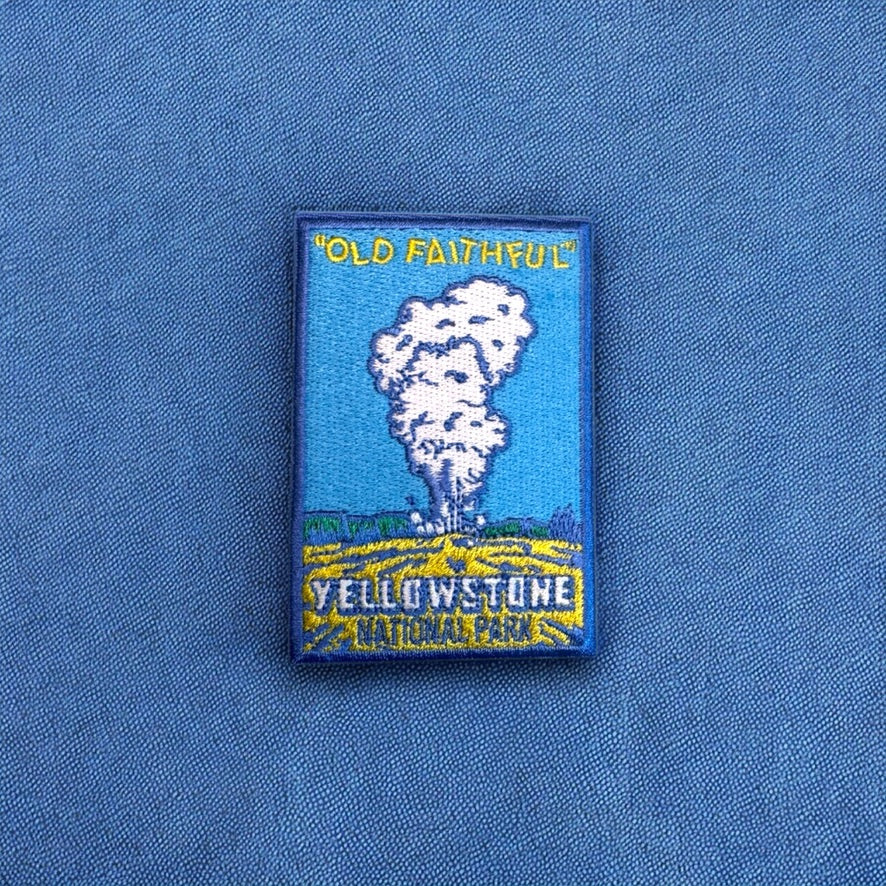 "OLD FAITHFUL"
YELLOWSTONE
NATIONAL PARK